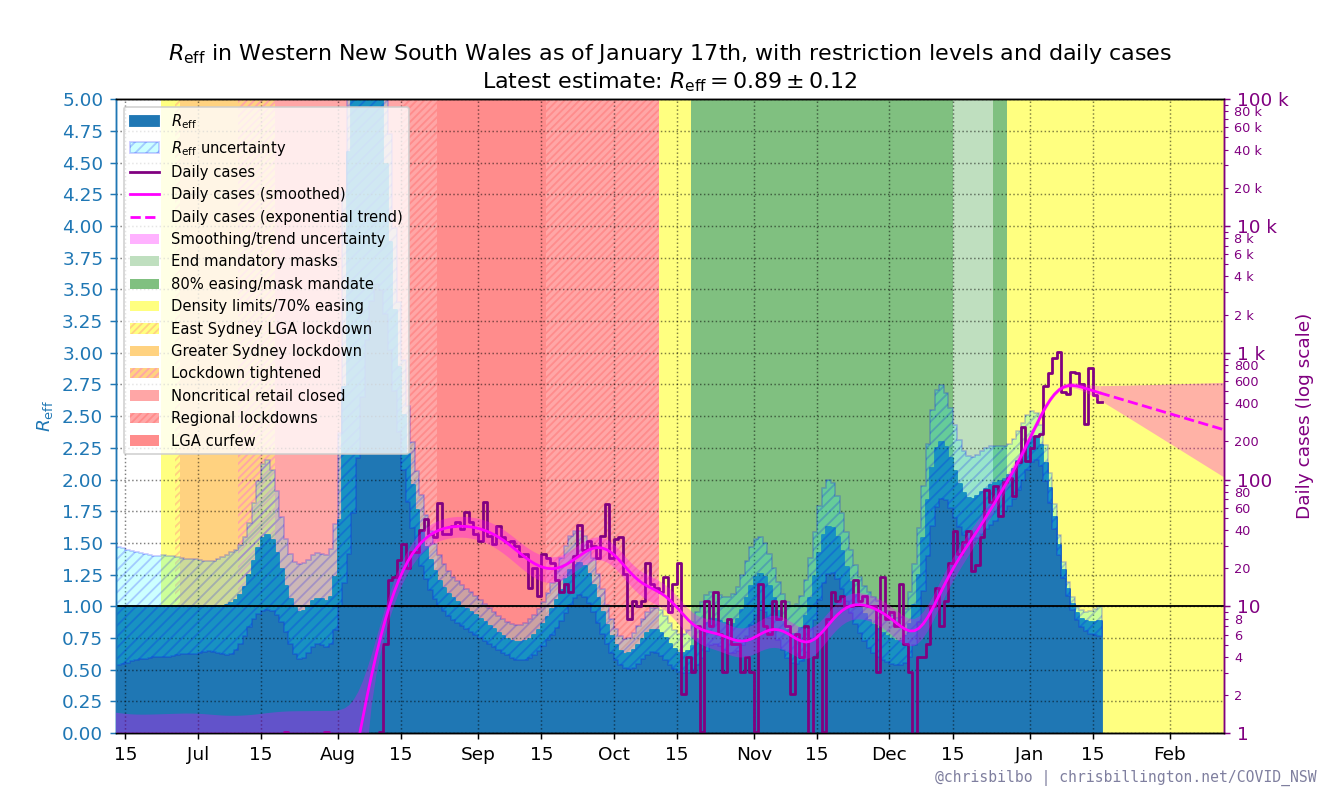 R_eff in Western New South Wales as of January 17th, with restriction levels and daily cases
Latest estimate: R_eff = 0.89 ± 0.12
5.00
4.75
4.50
4.25
4.00
3.75
3.50
3.25
3.00
2.75
2.50
2.25
2.00
1.75
1.50
1.25
1.00
0.75
0.50
0.25
0.00
R_eff
R_eff
R_eff uncertainty
Daily cases
Daily cases (smoothed)
Daily cases (exponential trend)
Smoothing/trend uncertainty
End mandatory masks
80% easing/mask mandate
Density limits/70% easing
East Sydney LGA lockdown
Greater Sydney lockdown
Lockdown tightened
Noncritical retail closed
Regional lockdowns
LGA curfew
100 k
80 k
60 k
40 k
20 k
10 k
8 k
6 k
4 k
2 k
1 k
800
600
400
200
100
80
60
40
20
10
8
6
4
2
1
Daily cases (log scale)
15 Jul 15 Aug 15 Sep 15 Oct 15 Nov 15 Dec 15 Jan 15 Feb
@chrisbilbo | chrisbillington.net/COVID_NSW